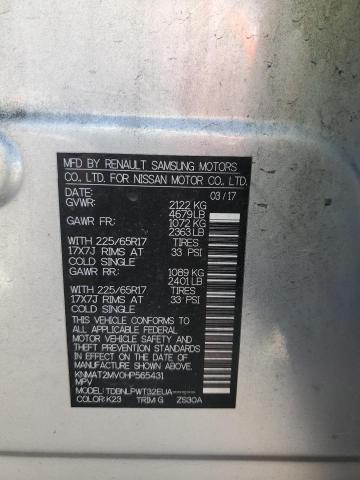 MFD BY RENAULT SAMSUNG MOTORS
CO., LTD. FOR NISSAN MOTOR CO., LTD.
DATE: 03/17
GVWR: 2122 KG
4679 LB
GAWR FR: 1072 KG
2363 LB
WITH 225/65R17 TIRES
17X7J RIMS AT 33 PSI
COLD SINGLE
GAWR RR: 1089 KG
2401 LB
WITH 225/65R17 TIRES
17X7J RIMS AT 33 PSI
COLD SINGLE
THIS VEHICLE CONFORMS TO
ALL APPLICABLE FEDERAL
MOTOR VEHICLE SAFETY
STANDARDS IN EFFECT ON
THE DATE OF MANUFACTURE
SHOWN ABOVE.
KNMAT2MV0HP565431
MPV
MODEL: TDBNLPWT32EUA-------
COLOR: K23 TRIM G ZS30A